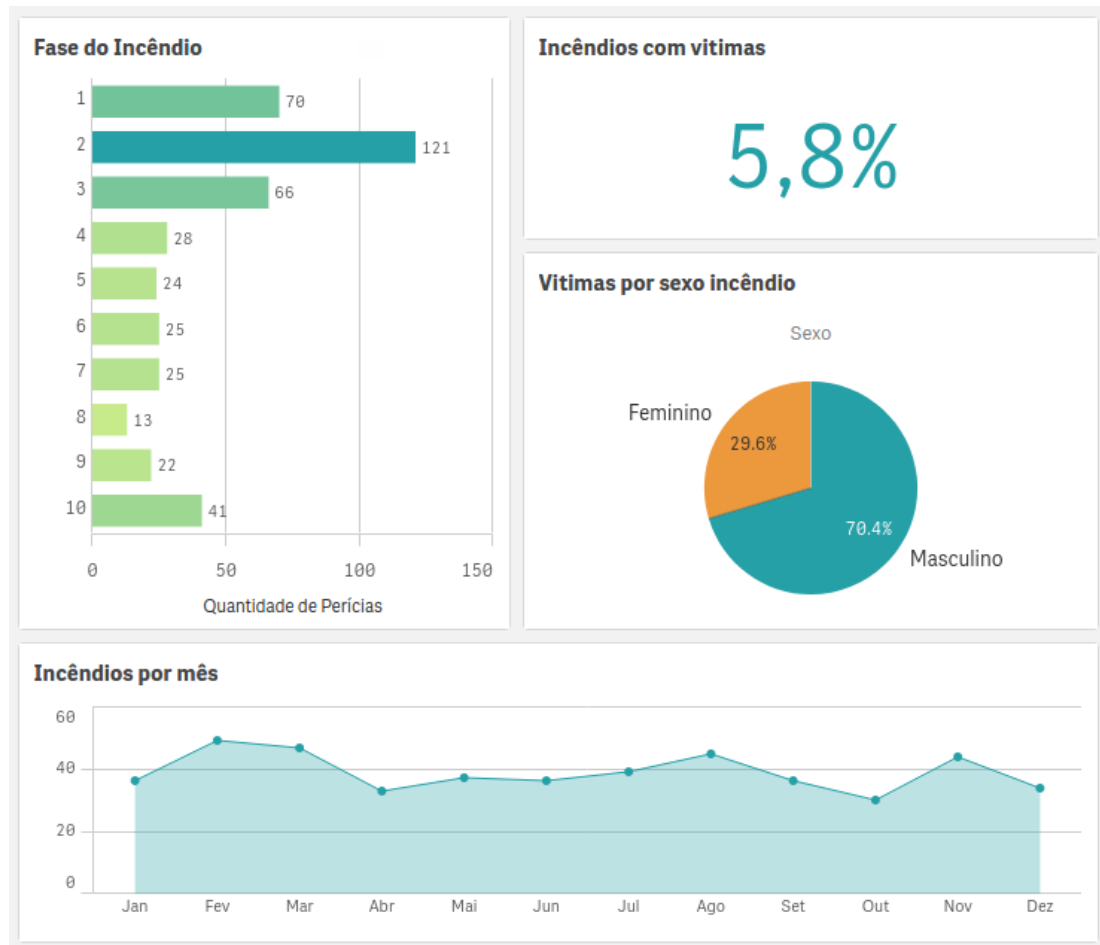 Fase do Incêndio
1 70
2 121
3 66
4 28
5 24
6 25
7 25
8 13
9 22
10 41
0 50 100 150
Quantidade de Perícias
Incêndios com vitimas
5,8%
Vitimas por sexo incêndio
Sexo
Feminino
29.6%
70.4%
Masculino
Incêndios por mês
60
40
20
0
Jan Fev Mar Abr Mai Jun Jul Ago Set Out Nov Dez